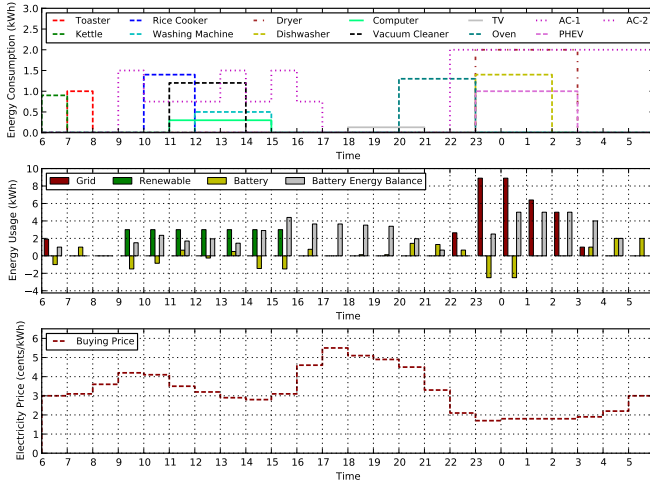 Energy Consumption (kWh)
3.0
2.5
2.0
1.5
1.0
0.5
0.0
Toaster Rice Cooker Dryer Computer TV AC-1 AC-2
Kettle Washing Machine Dishwasher Vacuum Cleaner Oven PHEV
6 7 8 9 10 11 12 13 14 15 16 17 18 19 20 21 22 23 0 1 2 3 4 5
Time
Energy Usage (kWh)
10
8
6
4
2
0
−2
−4
Grid Renewable Battery Battery Energy Balance
6 7 8 9 10 11 12 13 14 15 16 17 18 19 20 21 22 23 0 1 2 3 4 5
Time
Electricity Price (cents/kWh)
6
5
4
3
2
1
0
Buying Price
6 7 8 9 10 11 12 13 14 15 16 17 18 19 20 21 22 23 0 1 2 3 4 5
Time